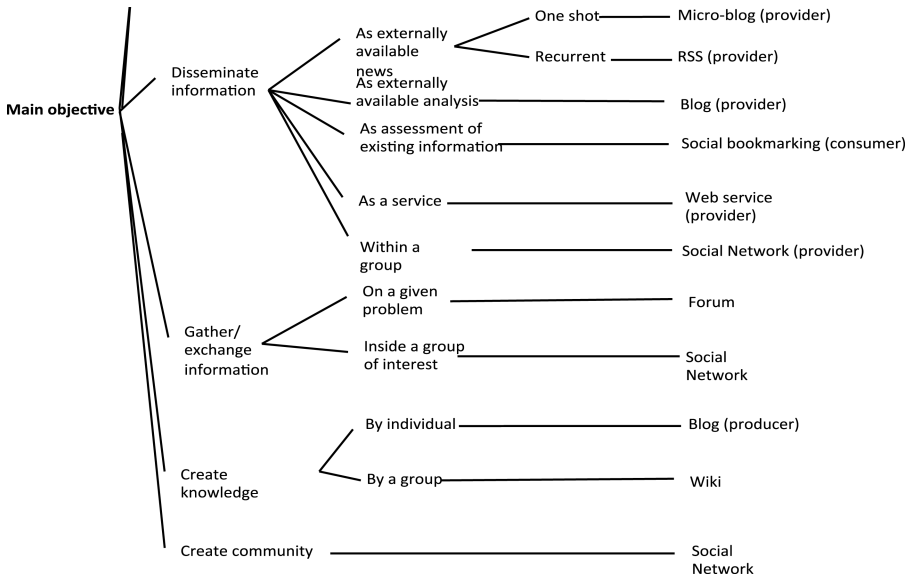 One shot
Micro-blog (provider)
As externally
available
news
Recurrent
RSS (provider)
Disseminate
information
As externally
available analysis
Blog (provider)
Main objective
As assessment of
existing information
Social bookmarking (consumer)
As a service
Web service
(provider)
Within a
group
Social Network (provider)
On a given
problem
Forum
Gather/
exchange
information
Inside a group
of interest
Social
Network
By individual
Blog (producer)
Create
knowledge
By a group
Wiki
Create community
Social
Network